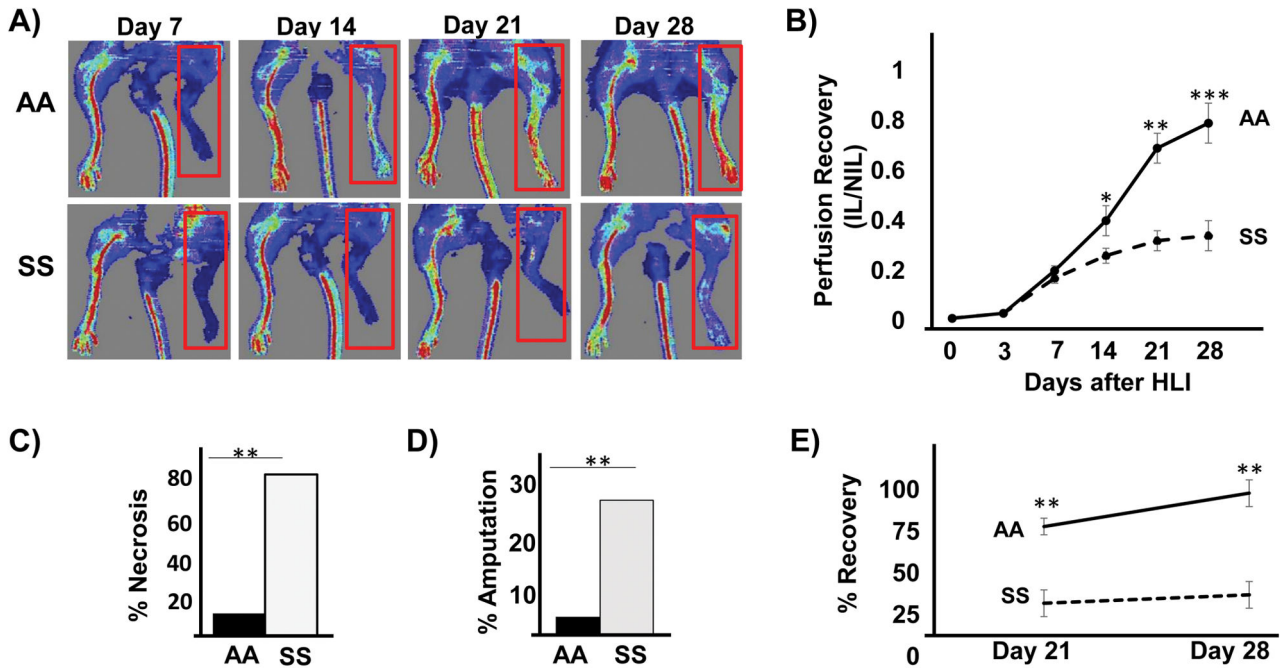 A)
Day 7 Day 14 Day 21 Day 28
AA
SS
B)
Perfusion Recovery
(IL/NIL)
1
0.8
0.6
0.4
0.2
0
* ** ***
AA
SS
0 3 7 14 21 28
Days after HLI
C)
% Necrosis
80
60
40
20
**
AA SS
D)
% Amputation
30
20
10
**
AA SS
E)
% Recovery
100
75
50
25
0
** **
AA
SS
Day 21 Day 28